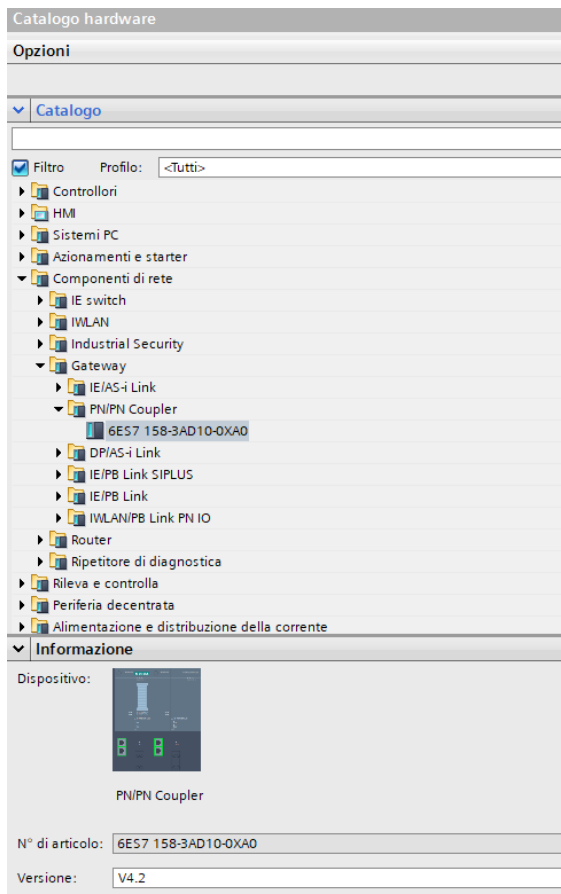 Catalogo hardware
Opzioni
Catalogo
Filtro Profilo: <Tutti>
Controllori
HMI
Sistemi PC
Azionamenti e starter
Componenti di rete
IE switch
IWLAN
Industrial Security
Gateway
IE/AS-i Link
PN/PN Coupler
6ES7 158-3AD10-0XA0
DP/AS-i Link
IE/PB Link SIPLUS
IE/PB Link
IWLAN/PB Link PN IO
Router
Ripetitore di diagnostica
Rileva e controlla
Periferia decentrata
Alimentazione e distribuzione della corrente
Informazione
Dispositivo:
PN/PN Coupler
N° di articolo: 6ES7 158-3AD10-0XA0
Versione: V4.2